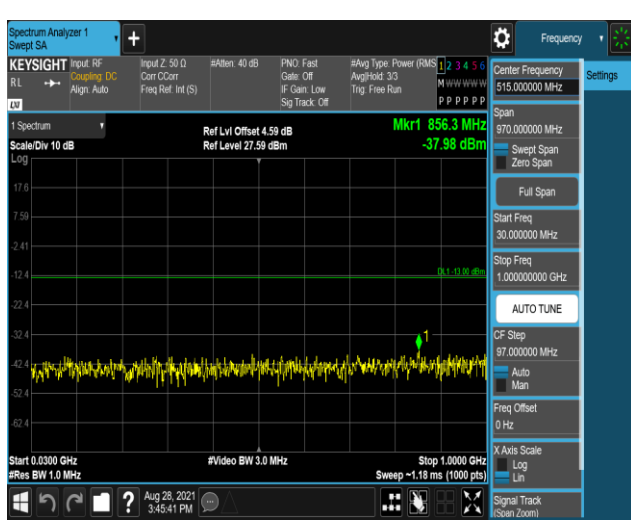 Spectrum Analyzer 1
Swept SA
Frequency
KEYSIGHT
RL
LXI
Input: RF
Coupling: DC
Align: Auto
Input Z: 50 Ω
Corr CCorr
Freq Ref: Int (S)
#Atten: 40 dB
PNO: Fast
Gate: Off
IF Gain: Low
Sig Track: Off
#Avg Type: Power (RMS
Avg|Hold: 3/3
Trig: Free Run
1 2 3 4 5 6
M W W W W W
P P P P P P
1 Spectrum
Scale/Div 10 dB
Log
Ref Lvl Offset 4.59 dB
Ref Level 27.59 dBm
Mkr1 856.3 MHz
-37.98 dBm
17.6
7.59
-2.41
-12.4
-22.4
-32.4
-42.4
-52.4
-62.4
DL1 -13.00 dBm
1
Start 0.0300 GHz
#Res BW 1.0 MHz
#Video BW 3.0 MHz
Stop 1.0000 GHz
Sweep ~1.18 ms (1000 pts)
Aug 28, 2021
3:45:41 PM
Center Frequency
515.000000 MHz
Settings
Span
970.000000 MHz
Swept Span
Zero Span
Full Span
Start Freq
30.000000 MHz
Stop Freq
1.000000000 GHz
AUTO TUNE
CF Step
97.000000 MHz
Auto
Man
Freq Offset
0 Hz
X Axis Scale
Log
Lin
Signal Track
(Span Zoom)